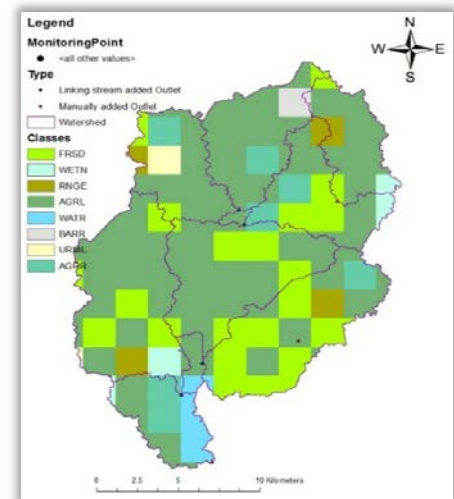 Legend
MonitoringPoint
<all other values>
Type
Linking stream added Outlet
Manually added Outlet
Watershed
Classes
FRSD
WETN
RNGE
AGRL
WATR
BARR
URML
AGRR
N
W E
S
0 2.5 5 10 Kilometers